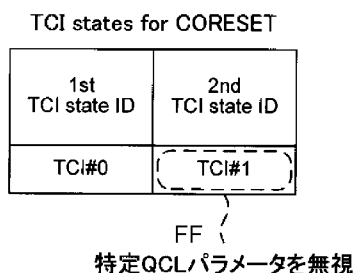 TCI states for CORESET
1st
TCI state ID
2nd
TCI state ID
TCI#0
TCI#1
FF
特定QCLパラメータを無視